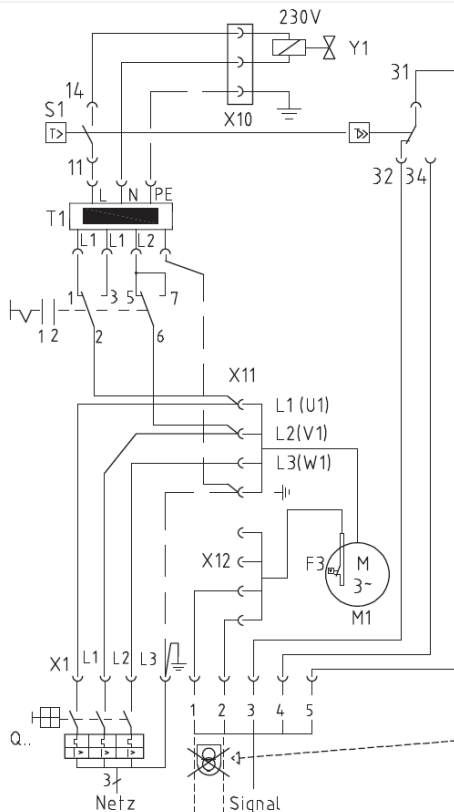 230V
Y1
31
14
S1
T>
X10
T>>
11
32 34
L N PE
T1
L1 L1 L2
1 3 5 7
1 2
2 6
X11
L1 (U1)
L2(V1)
L3(W1)
X12
F3
M
3~
M1
X1 L1 L2 L3
1 2 3 4 5
Q..
> > >
3
Netz Signal